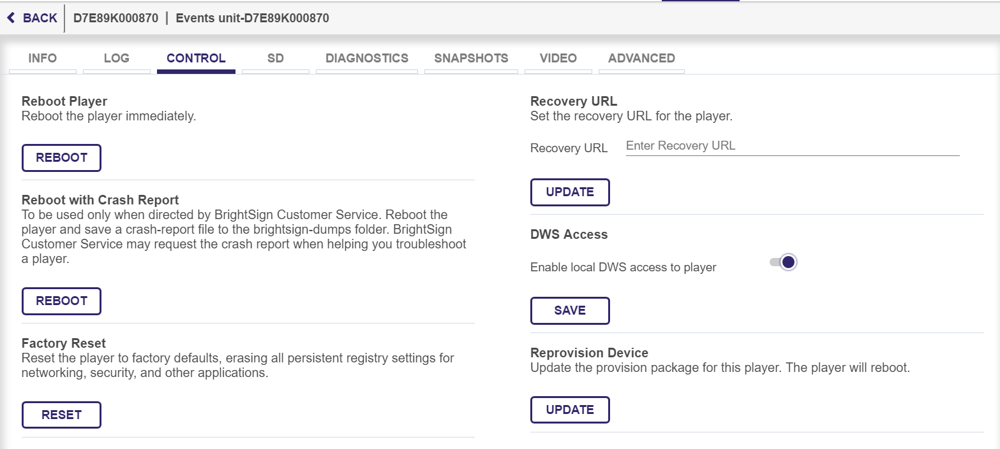 BACK
D7E89K000870 | Events unit-D7E89K000870
INFO
LOG
CONTROL
SD
DIAGNOSTICS
SNAPSHOTS
VIDEO
ADVANCED
Reboot Player
Reboot the player immediately.
REBOOT
Reboot with Crash Report
To be used only when directed by BrightSign Customer Service. Reboot the
player and save a crash-report file to the brightsign-dumps folder. BrightSign
Customer Service may request the crash report when helping you troubleshoot
a player.
REBOOT
Factory Reset
Reset the player to factory defaults, erasing all persistent registry settings for
networking, security, and other applications.
RESET
Recovery URL
Set the recovery URL for the player.
Recovery URL
Enter Recovery URL
UPDATE
DWS Access
Enable local DWS access to player
SAVE
Reprovision Device
Update the provision package for this player. The player will reboot.
UPDATE